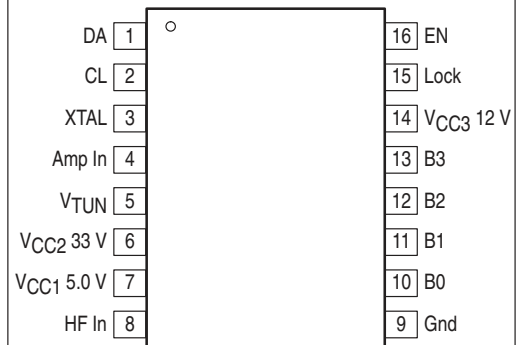 DA 1
CL 2
XTAL 3
Amp In 4
VTUN 5
VCC2 33 V 6
VCC1 5.0 V 7
HF In 8
16 EN
15 Lock
14 VCC3 12 V
13 B3
12 B2
11 B1
10 B0
9 Gnd